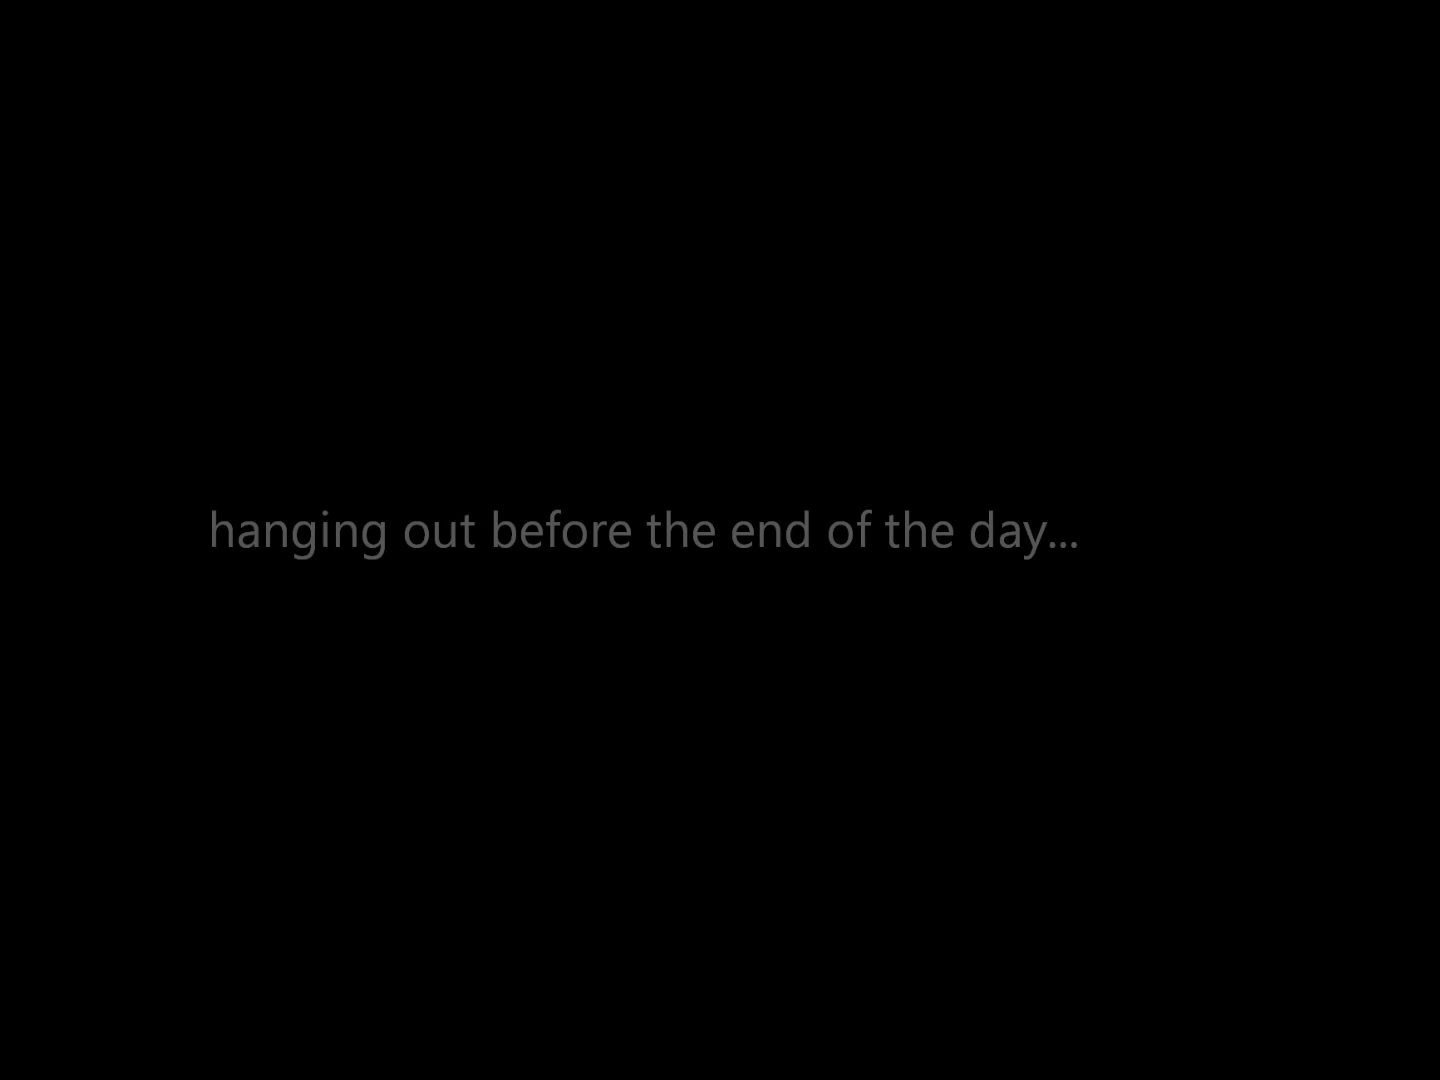 hanging out before the end of the day...